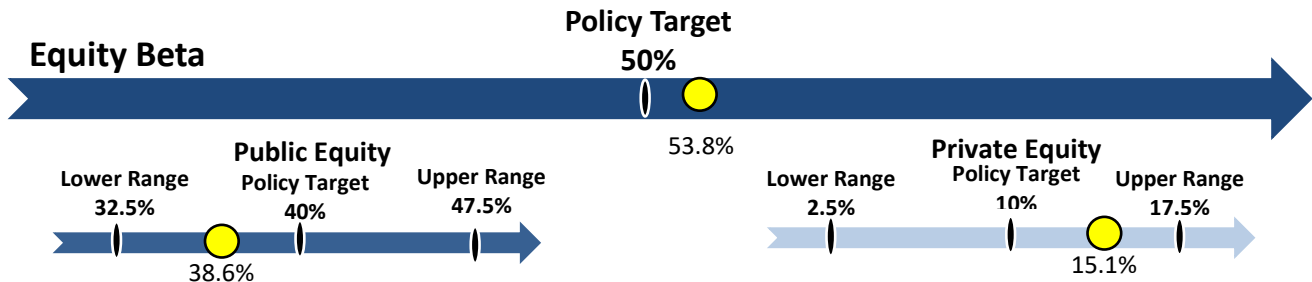 Policy Target
50%
Equity Beta
53.8%
Public Equity
Lower Range
Policy Target
Upper Range
32.5%
40%
47.5%
38.6%
Private Equity
Lower Range
Policy Target
Upper Range
2.5%
10%
17.5%
15.1%